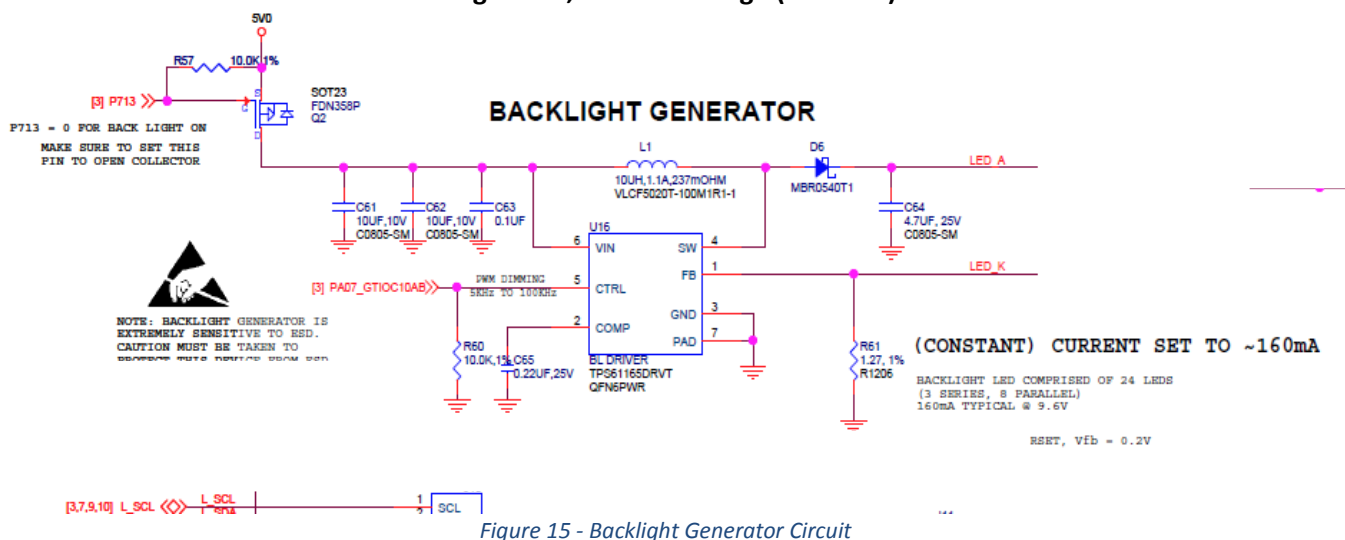 5V0
R57 10.0K,1%
[3] P713
SOT23
FDN358P
Q2
S
G
D
P713 = 0 FOR BACK LIGHT ON
MAKE SURE TO SET THIS
PIN TO OPEN COLLECTOR
BACKLIGHT GENERATOR
L1
10UH,1.1A,237mOHM
VLCF5020T-100M1R1-1
D6
MBR0540T1
LED_A
C61
10UF,10V
C0805-SM
C62
10UF,10V
C0805-SM
C63
0.1UF
C64
4.7UF, 25V
C0805-SM
U16
6 VIN
SW 4
FB 1
LED_K
[3] PA07_GTIOC10AB
PWM DIMMING
5KHz TO 100KHz
5 CTRL
GND 3
2 COMP
PAD 7
NOTE: BACKLIGHT GENERATOR IS
EXTREMELY SENSITIVE TO ESD.
CAUTION MUST BE TAKEN TO
PROTECT THIS DEVICE FROM ESD
R60
10.0K,1%
C65
0.22UF,25V
BL DRIVER
TPS61165DRVT
QFN6PWR
R61
1.27, 1%
R1206
(CONSTANT) CURRENT SET TO ~160mA
BACKLIGHT LED COMPRISED OF 24 LEDS
(3 SERIES, 8 PARALLEL)
160mA TYPICAL @ 9.6V
RSET, Vfb = 0.2V
[3,7,9,10] L_SCL
L_SCL
L_SDA
1 SCL
Figure 15 - Backlight Generator Circuit